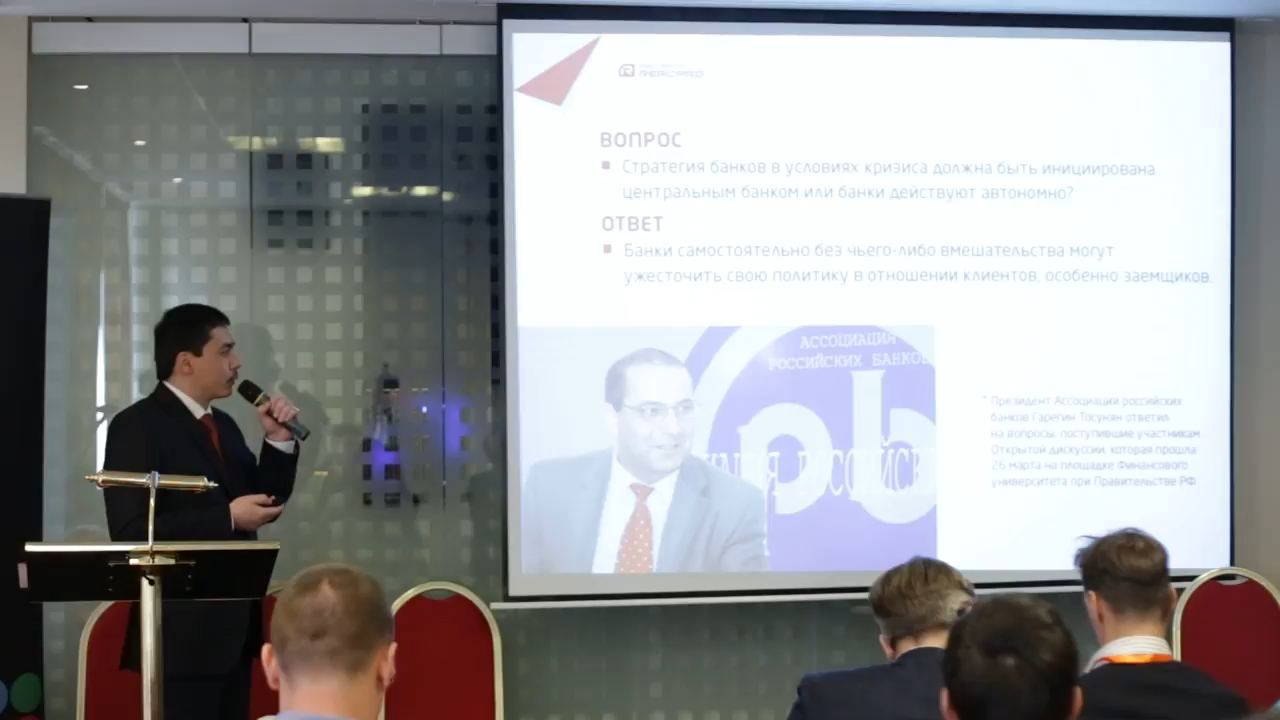 ВОПРОС
Стратегия банков в условиях кризиса должна быть инициирована
центральным банком или банки действуют автономно?
ОТВЕТ
Банки самостоятельно без чьего-либо вмешательства могут
ужесточить свою политику в отношении клиентов, особенно заемщиков.
АССОЦИАЦИЯ
РОССИЙСКИХ БАНКОВ
рb
* Президент Ассоциации российских
банков Гарегин Тосунян ответил
на вопросы, поступившие участникам
Открытой дискуссии, которая прошла
26 марта на площадке Финансового
университета при Правительстве РФ